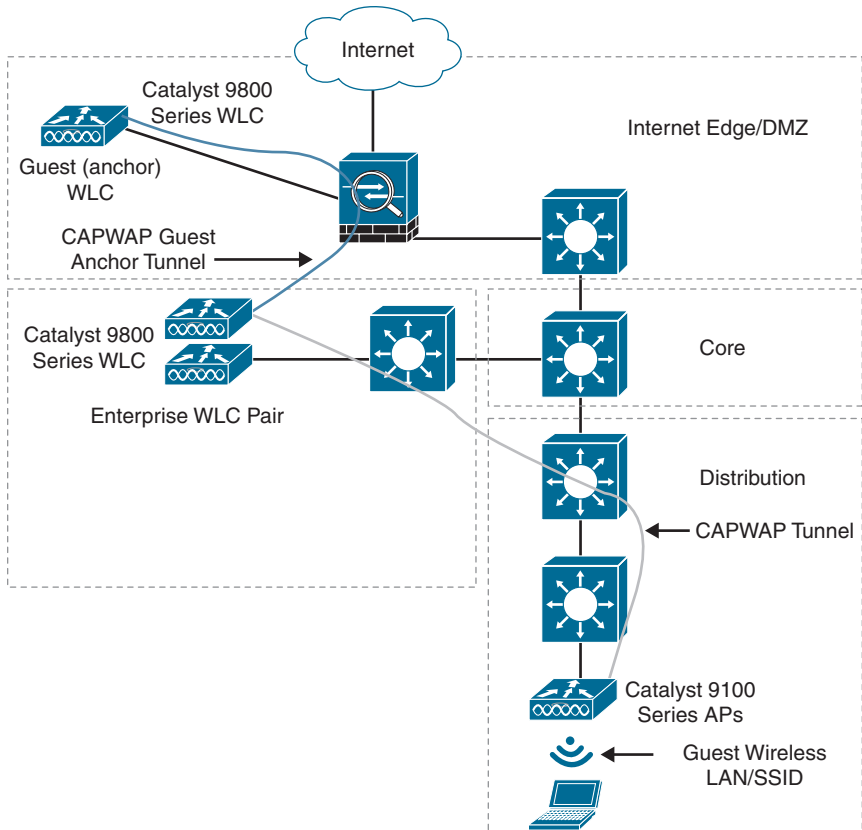 Internet
Catalyst 9800
Series WLC
Internet Edge/DMZ
Guest (anchor)
WLC
CAPWAP Guest
Anchor Tunnel
Catalyst 9800
Series WLC
Core
Enterprise WLC Pair
Distribution
CAPWAP Tunnel
Catalyst 9100
Series APs
Guest Wireless
LAN/SSID